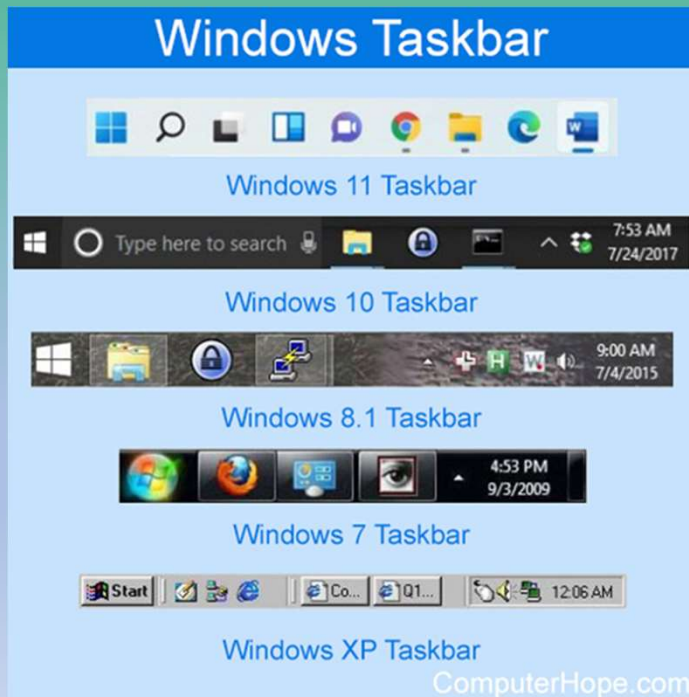 Windows Taskbar
W
Windows 11 Taskbar
Type here to search
7:53 AM
7/24/2017
Windows 10 Taskbar
H W
9:00 AM
7/4/2015
Windows 8.1 Taskbar
4:53 PM
9/3/2009
Windows 7 Taskbar
Start Co... Q1... 12:06 AM
Windows XP Taskbar
ComputerHope.com